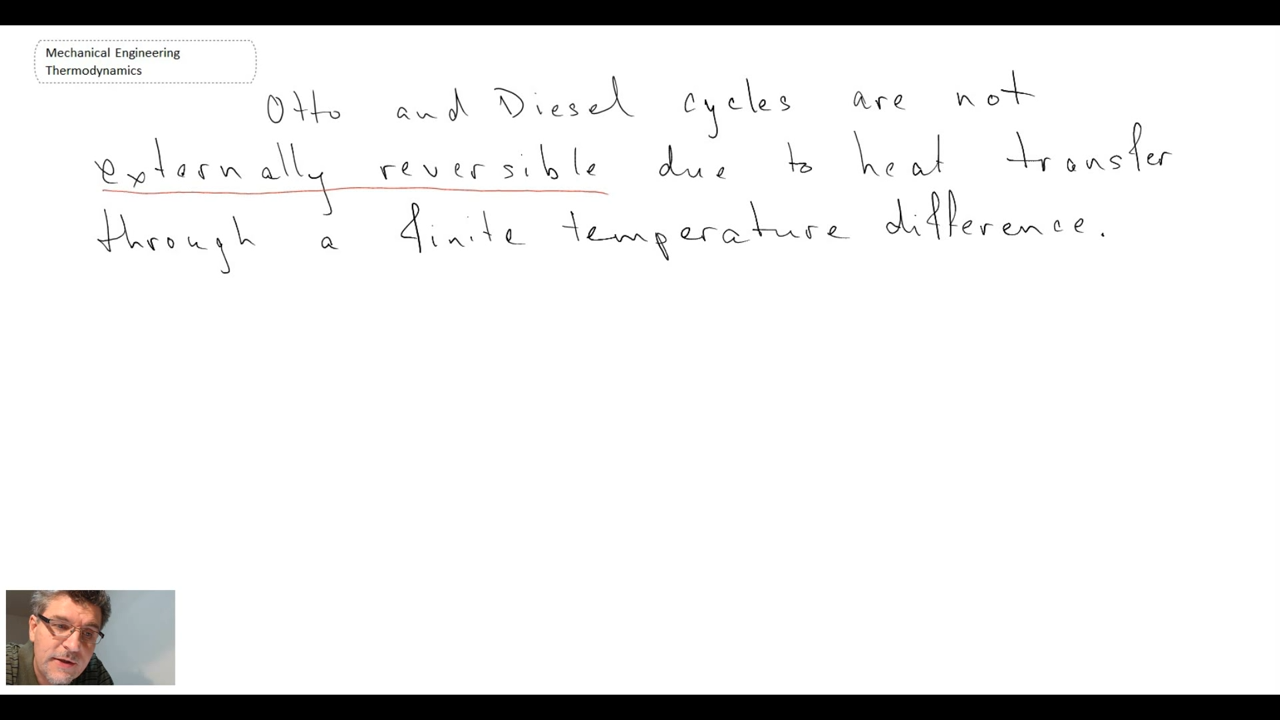 Mechanical Engineering
Thermodynamics
Otto and Diesel cycles are not
externally reversible due to heat transfer
through a finite temperature difference.